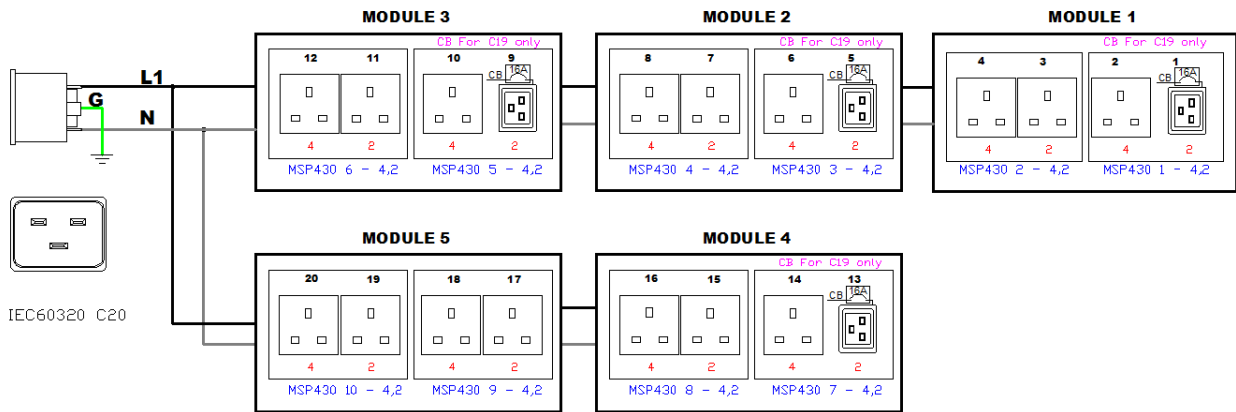 MODULE 3 MODULE 2 MODULE 1
CB For C19 only CB For C19 only CB For C19 only
12 11 10 9 8 7 6 5 4 3 2 1
CB 16A CB 16A CB 16A
L1
G
N
4 2 4 2 4 2 4 2 4 2 4 2
MSP430 6 - 4,2 MSP430 5 - 4,2 MSP430 4 - 4,2 MSP430 3 - 4,2 MSP430 2 - 4,2 MSP430 1 - 4,2
MODULE 5 MODULE 4
CB For C19 only
20 19 18 17 16 15 14 13
CB 16A
IEC60320 C20
4 2 4 2 4 2 4 2
MSP430 10 - 4,2 MSP430 9 - 4,2 MSP430 8 - 4,2 MSP430 7 - 4,2